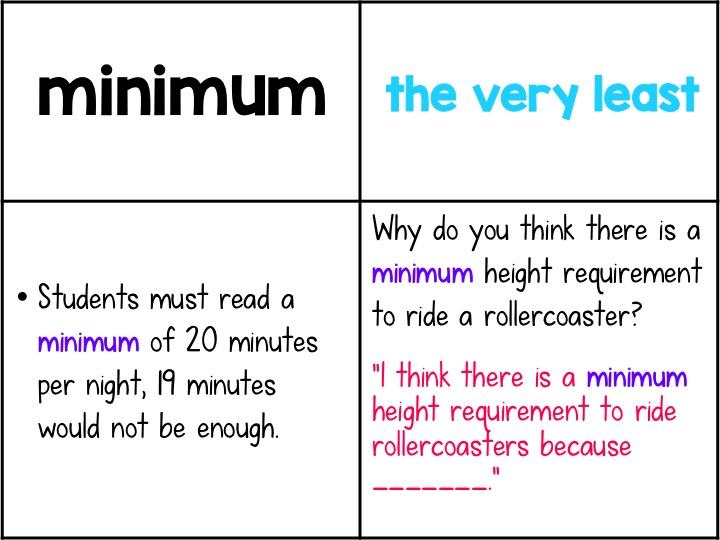 minimum
the very least
• Students must read a
minimum of 20 minutes
per night, 19 minutes
would not be enough.
Why do you think there is a
minimum height requirement
to ride a rollercoaster?
"I think there is a minimum
height requirement to ride
rollercoasters because
_______."